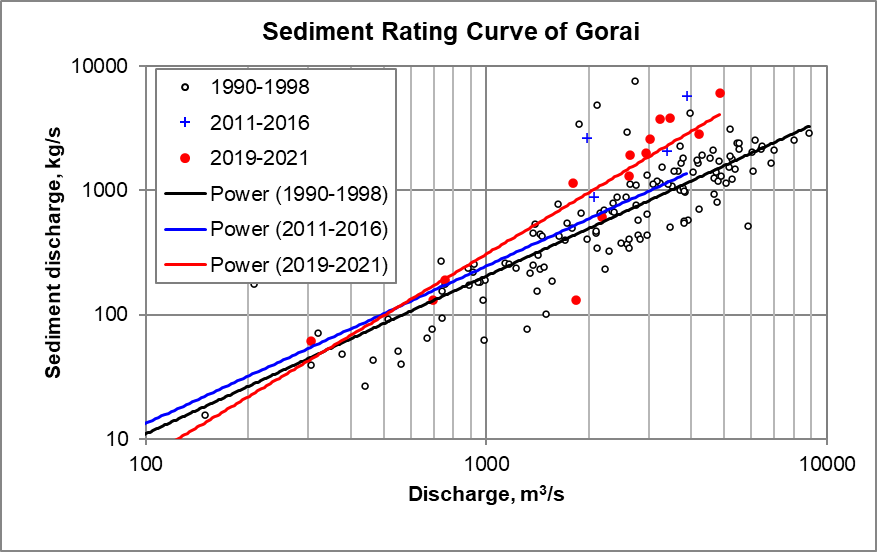 Sediment Rating Curve of Gorai
10000
1000
100
10
Sediment discharge, kg/s
1990-1998
2011-2016
2019-2021
Power (1990-1998)
Power (2011-2016)
Power (2019-2021)
100
1000
10000
Discharge, m³/s